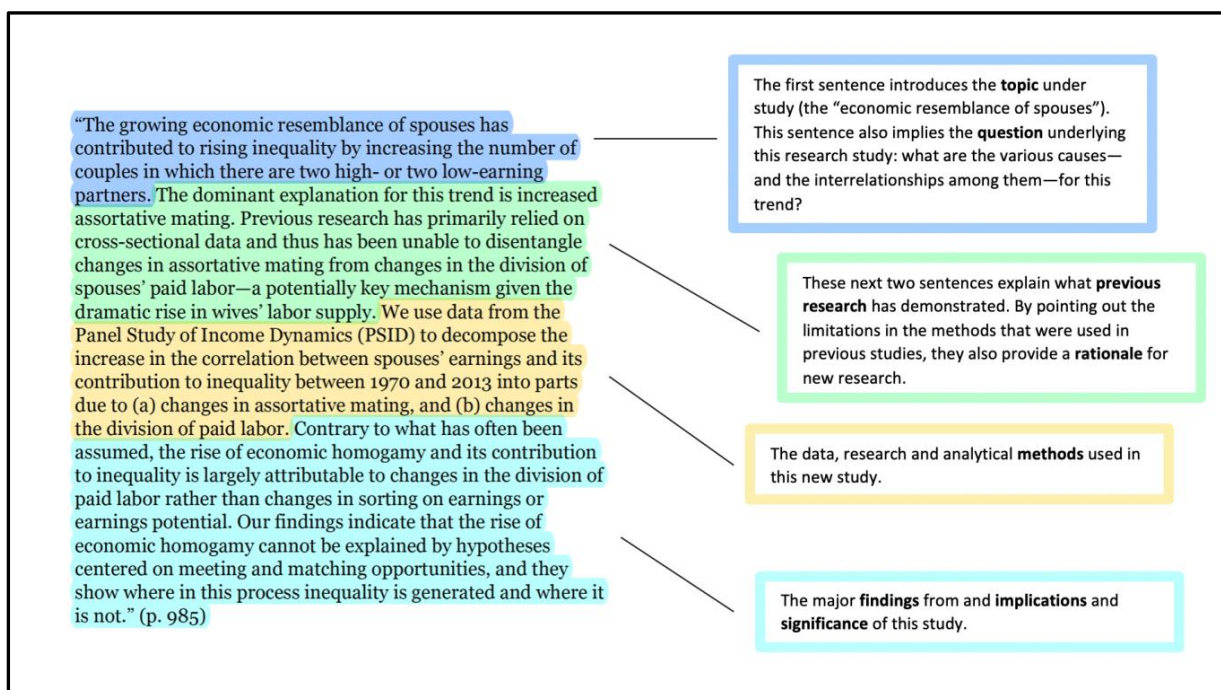 “The growing economic resemblance of spouses has
contributed to rising inequality by increasing the number of
couples in which there are two high- or two low-earning
partners. The dominant explanation for this trend is increased
assortative mating. Previous research has primarily relied on
cross-sectional data and thus has been unable to disentangle
changes in assortative mating from changes in the division of
spouses’ paid labor—a potentially key mechanism given the
dramatic rise in wives’ labor supply. We use data from the
Panel Study of Income Dynamics (PSID) to decompose the
increase in the correlation between spouses’ earnings and its
contribution to inequality between 1970 and 2013 into parts
due to (a) changes in assortative mating, and (b) changes in
the division of paid labor. Contrary to what has often been
assumed, the rise of economic homogamy and its contribution
to inequality is largely attributable to changes in the division of
paid labor rather than changes in sorting on earnings or
earnings potential. Our findings indicate that the rise of
economic homogamy cannot be explained by hypotheses
centered on meeting and matching opportunities, and they
show where in this process inequality is generated and where it
is not.” (p. 985)
The first sentence introduces the topic under
study (the “economic resemblance of spouses”).
This sentence also implies the question underlying
this research study: what are the various causes—
and the interrelationships among them—for this
trend?
These next two sentences explain what previous
research has demonstrated. By pointing out the
limitations in the methods that were used in
previous studies, they also provide a rationale for
new research.
The data, research and analytical methods used in
this new study.
The major findings from and implications and
significance of this study.